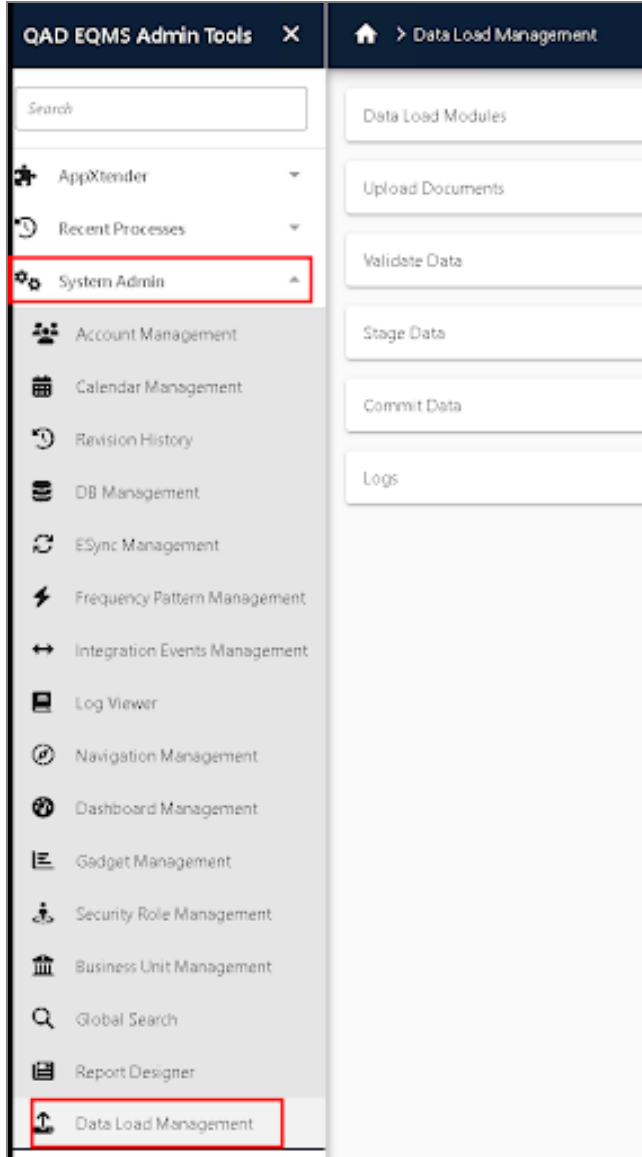 QAD EQMS Admin Tools
> Data Load Management
Search
AppXtender
Recent Processes
System Admin
Account Management
Calendar Management
Revision History
DB Management
ESync Management
Frequency Pattern Management
Integration Events Management
Log Viewer
Navigation Management
Dashboard Management
Gadget Management
Security Role Management
Business Unit Management
Global Search
Report Designer
Data Load Management
Data Load Modules
Upload Documents
Validate Data
Stage Data
Commit Data
Logs